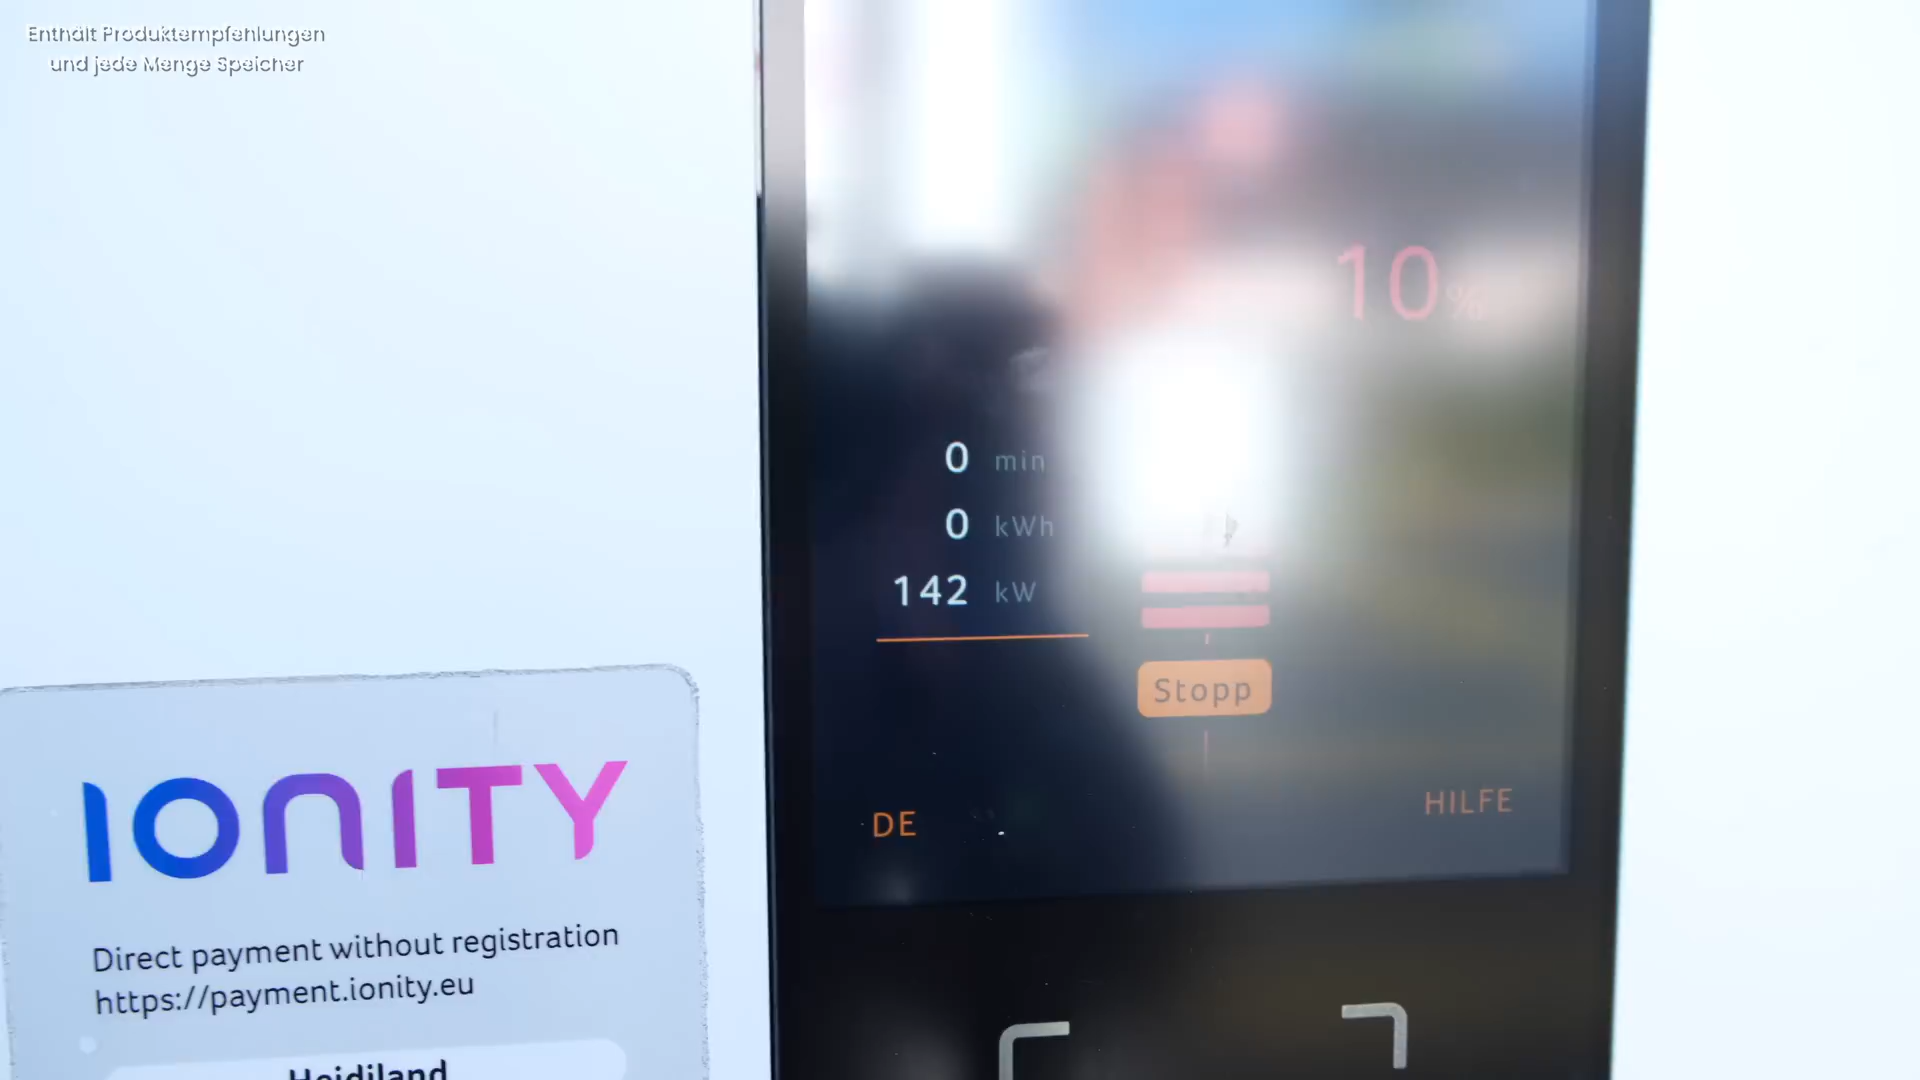 Enthält Produktempfehlungen
und jede Menge Speicher
10%
0 min
0 kWh
142 kW
Stopp
DE
HILFE
IONITY
Direct payment without registration
https://payment.ionity.eu
Heidiland